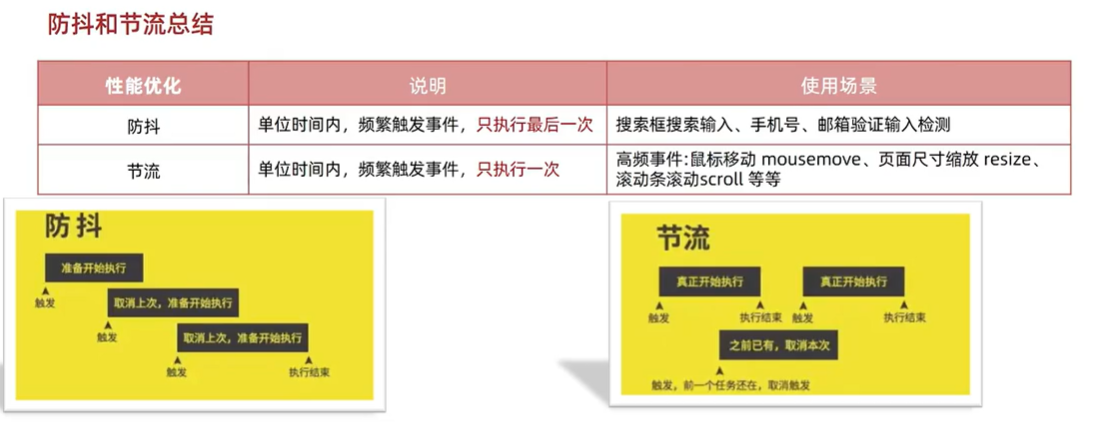 防抖和节流总结
性能优化 说明 使用场景
防抖 单位时间内，频繁触发事件，只执行最后一次 搜索框搜索输入、手机号、邮箱验证输入检测
节流 单位时间内，频繁触发事件，只执行一次 高频事件:鼠标移动 mousemove、页面尺寸缩放 resize、
滚动条滚动scroll 等等
防抖
准备开始执行
触发
取消上次，准备开始执行
触发
取消上次，准备开始执行
触发 执行结束
节流
真正开始执行 真正开始执行
触发 执行结束 触发 执行结束
之前已有，取消本次
触发，前一个任务还在，取消触发